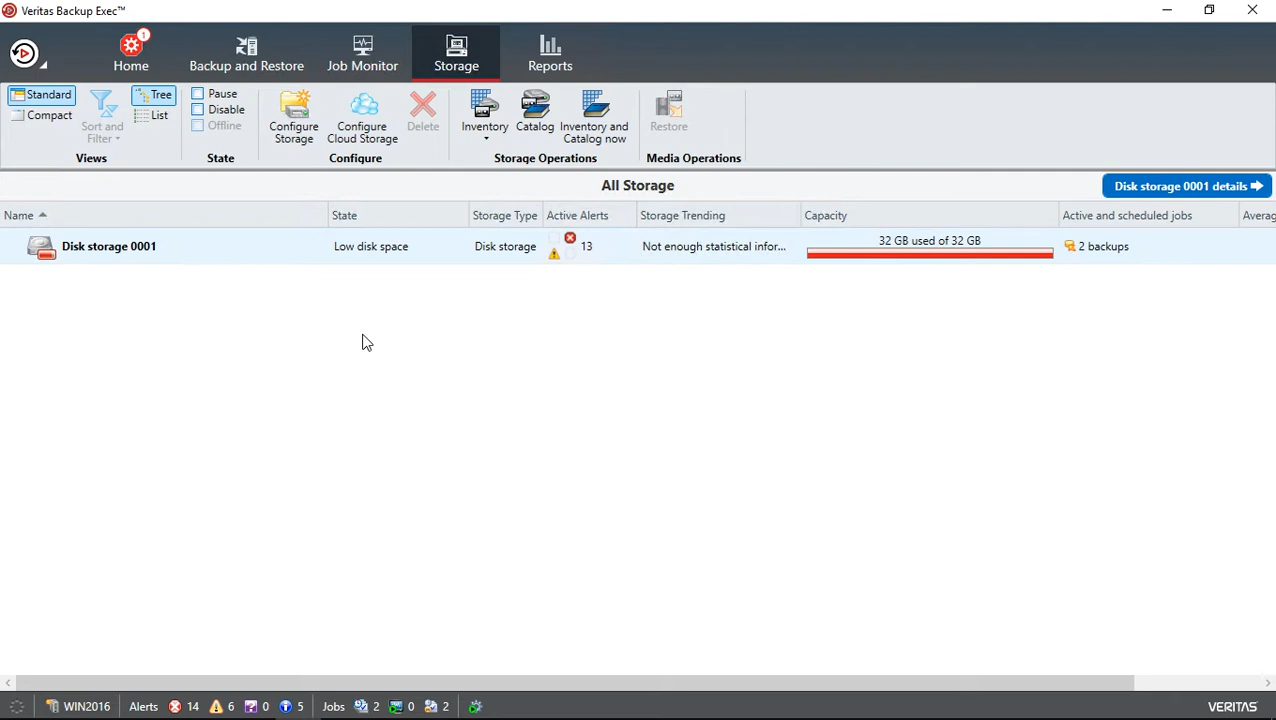 Veritas Backup Exec™
Home 1
Backup and Restore
Job Monitor
Storage
Reports
Standard
Compact
Sort and Filter
Tree
List
Views
Pause
Disable
Offline
State
Configure Storage
Configure Cloud Storage
Delete
Configure
Inventory
Catalog
Inventory and Catalog now
Storage Operations
Restore
Media Operations
All Storage
Disk storage 0001 details
Name State Storage Type Active Alerts Storage Trending Capacity Active and scheduled jobs Averag
Disk storage 0001 Low disk space Disk storage 13 Not enough statistical infor... 32 GB used of 32 GB 2 backups
WIN2016 Alerts 14 6 0 5 Jobs 2 0 2 VERITAS